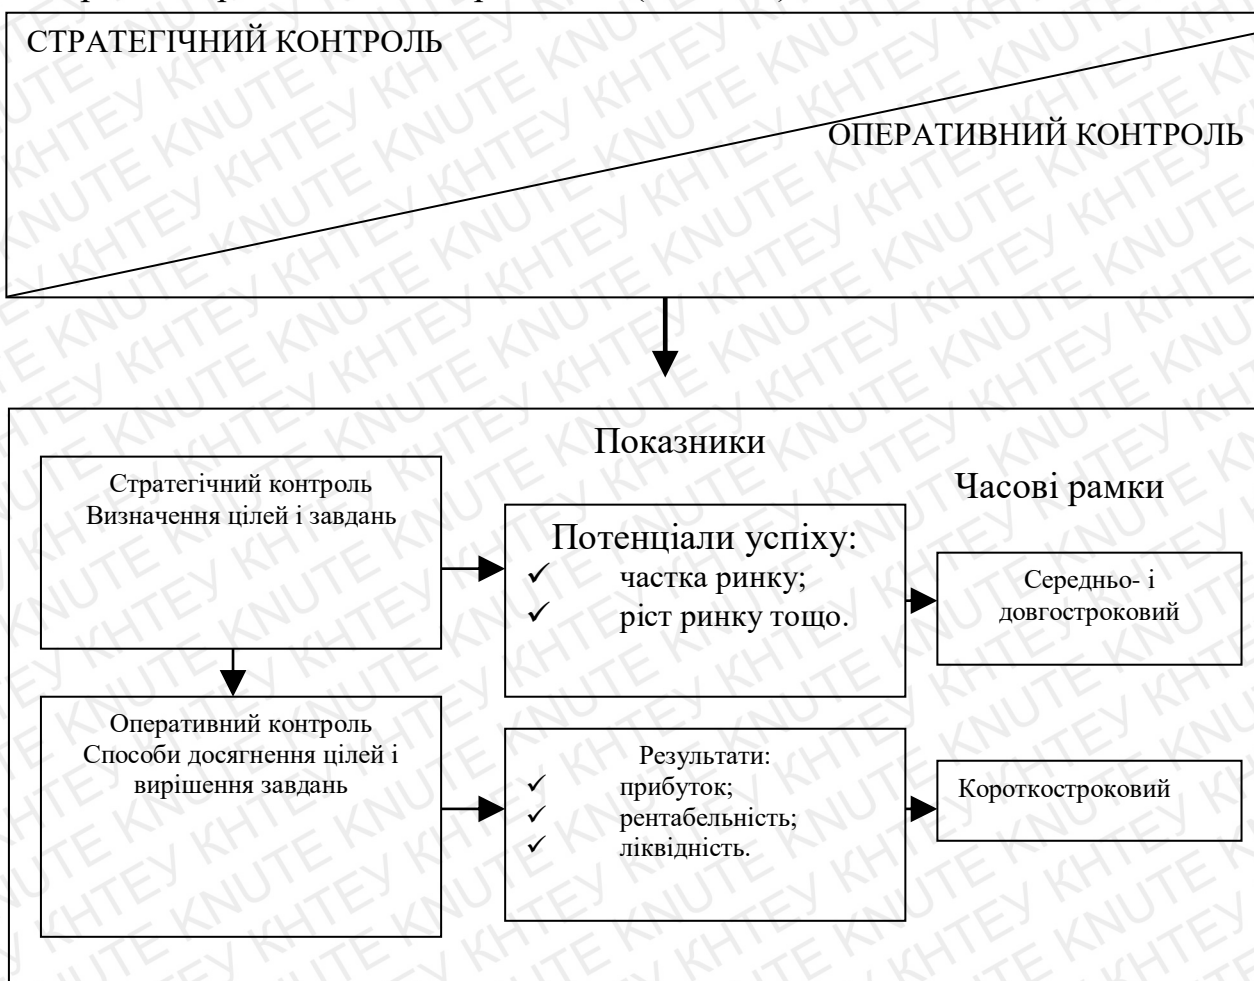 СТРАТЕГІЧНИЙ КОНТРОЛЬ
ОПЕРАТИВНИЙ КОНТРОЛЬ
Показники
Часові рамки
Стратегічний контроль
Визначення цілей і завдань
Потенціали успіху:
✓ частка ринку;
✓ ріст ринку тощо.
Середньо- і
довгостроковий
Оперативний контроль
Способи досягнення цілей і
вирішення завдань
Результати:
✓ прибуток;
✓ рентабельність;
✓ ліквідність.
Короткостроковий